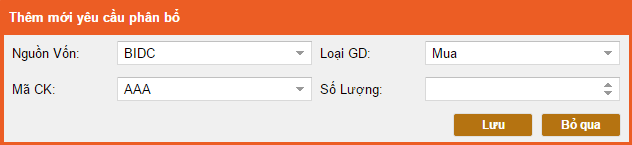 Thêm mới yêu cầu phân bổ
Nguồn Vốn: BIDC Loại GD: Mua
Mã CK: AAA Số Lượng:
Lưu Bỏ qua